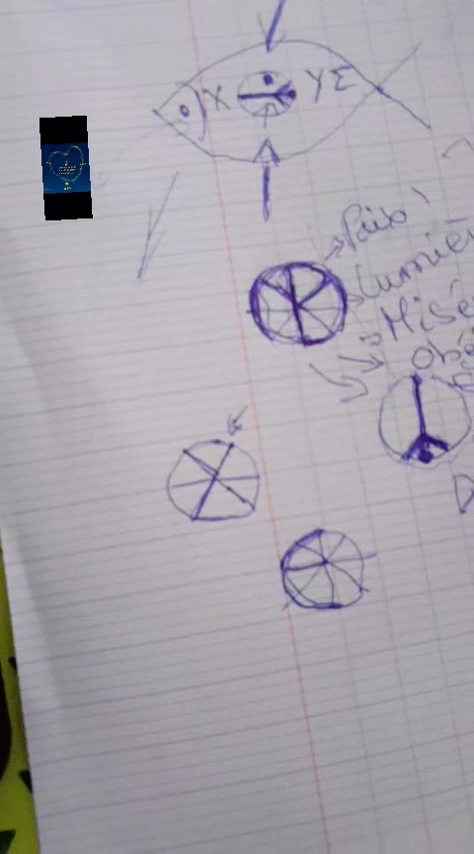 X YΣ
Paix
Lumiè
Misé
obé